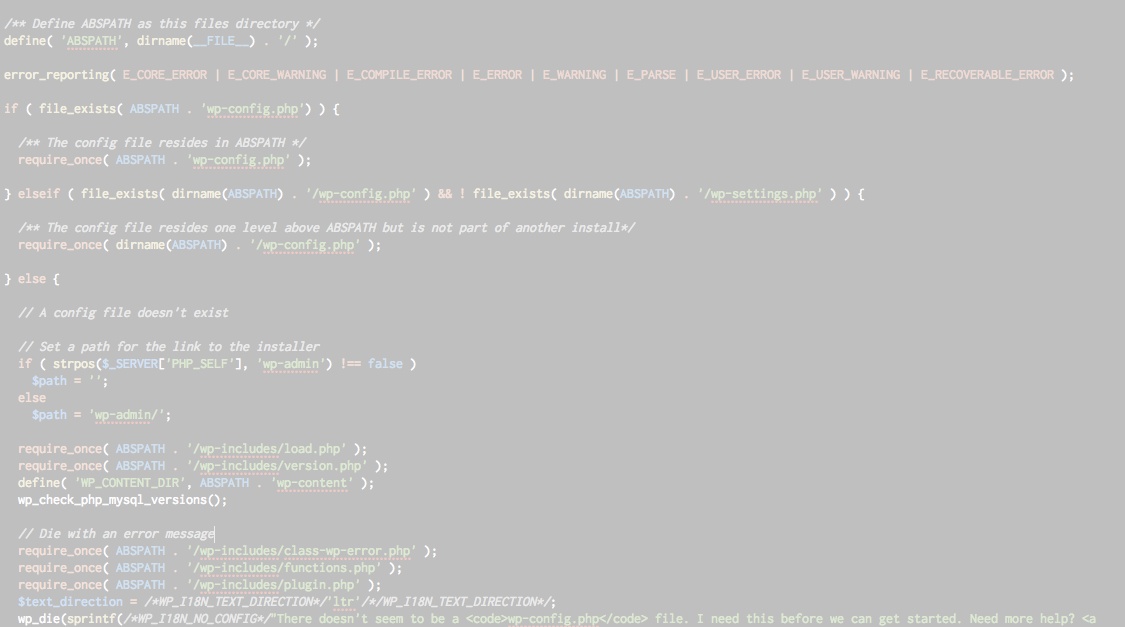 /** Define ABSPATH as this files directory */
define( 'ABSPATH', dirname(__FILE__) . '/' );
error_reporting( E_CORE_ERROR | E_CORE_WARNING | E_COMPILE_ERROR | E_ERROR | E_WARNING | E_PARSE | E_USER_ERROR | E_USER_WARNING | E_RECOVERABLE_ERROR );
if ( file_exists( ABSPATH . 'wp-config.php') ) {
/** The config file resides in ABSPATH */
require_once( ABSPATH . 'wp-config.php' );
} elseif ( file_exists( dirname(ABSPATH) . '/wp-config.php' ) && ! file_exists( dirname(ABSPATH) . '/wp-settings.php' ) ) {
/** The config file resides one level above ABSPATH but is not part of another install*/
require_once( dirname(ABSPATH) . '/wp-config.php' );
} else {
// A config file doesn't exist
// Set a path for the link to the installer
if ( strpos($_SERVER['PHP_SELF'], 'wp-admin') !== false )
$path = '';
else
$path = 'wp-admin/';
require_once( ABSPATH . '/wp-includes/load.php' );
require_once( ABSPATH . '/wp-includes/version.php' );
define( 'WP_CONTENT_DIR', ABSPATH . 'wp-content' );
wp_check_php_mysql_versions();
// Die with an error message
require_once( ABSPATH . '/wp-includes/class-wp-error.php' );
require_once( ABSPATH . '/wp-includes/functions.php' );
require_once( ABSPATH . '/wp-includes/plugin.php' );
$text_direction = /*WP_I18N_TEXT_DIRECTION*/'ltr'/*/WP_I18N_TEXT_DIRECTION*/;
wp_die(sprintf(/*WP_I18N_NO_CONFIG*/"There doesn't seem to be a <code>wp-config.php</code> file. I need this before we can get started. Need more help? <a